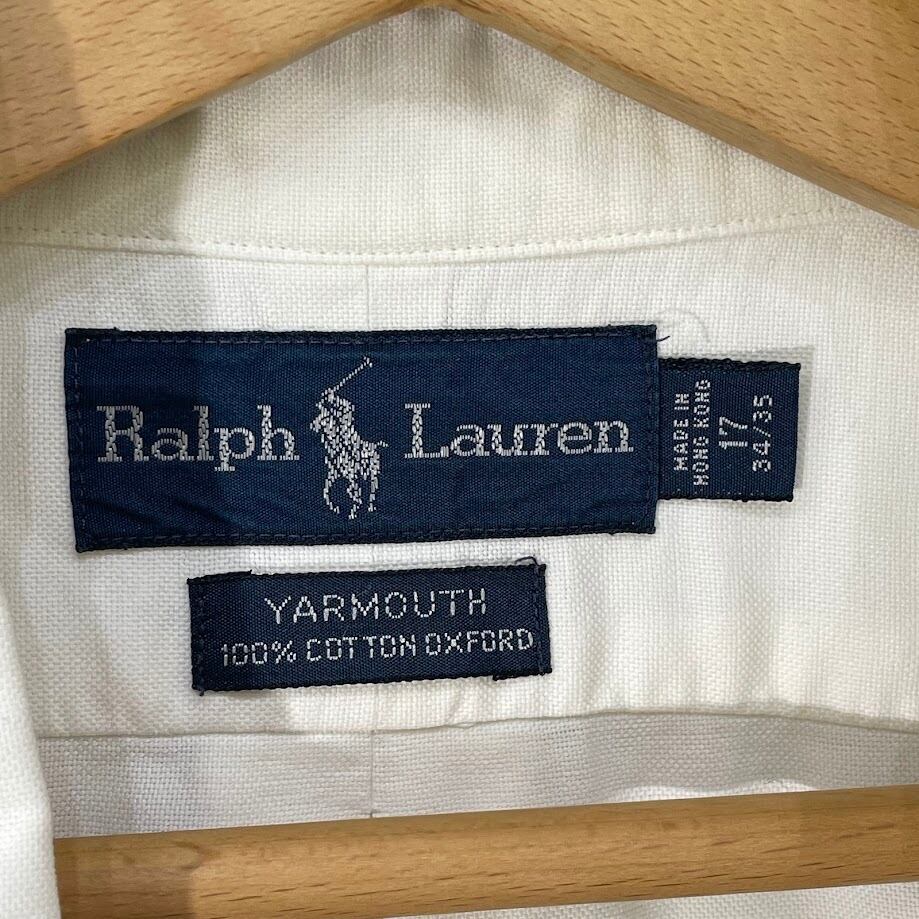 Ralph Lauren
MADE IN
HONG KONG
17
34/35
YARMOUTH
100% COTTON OXFORD